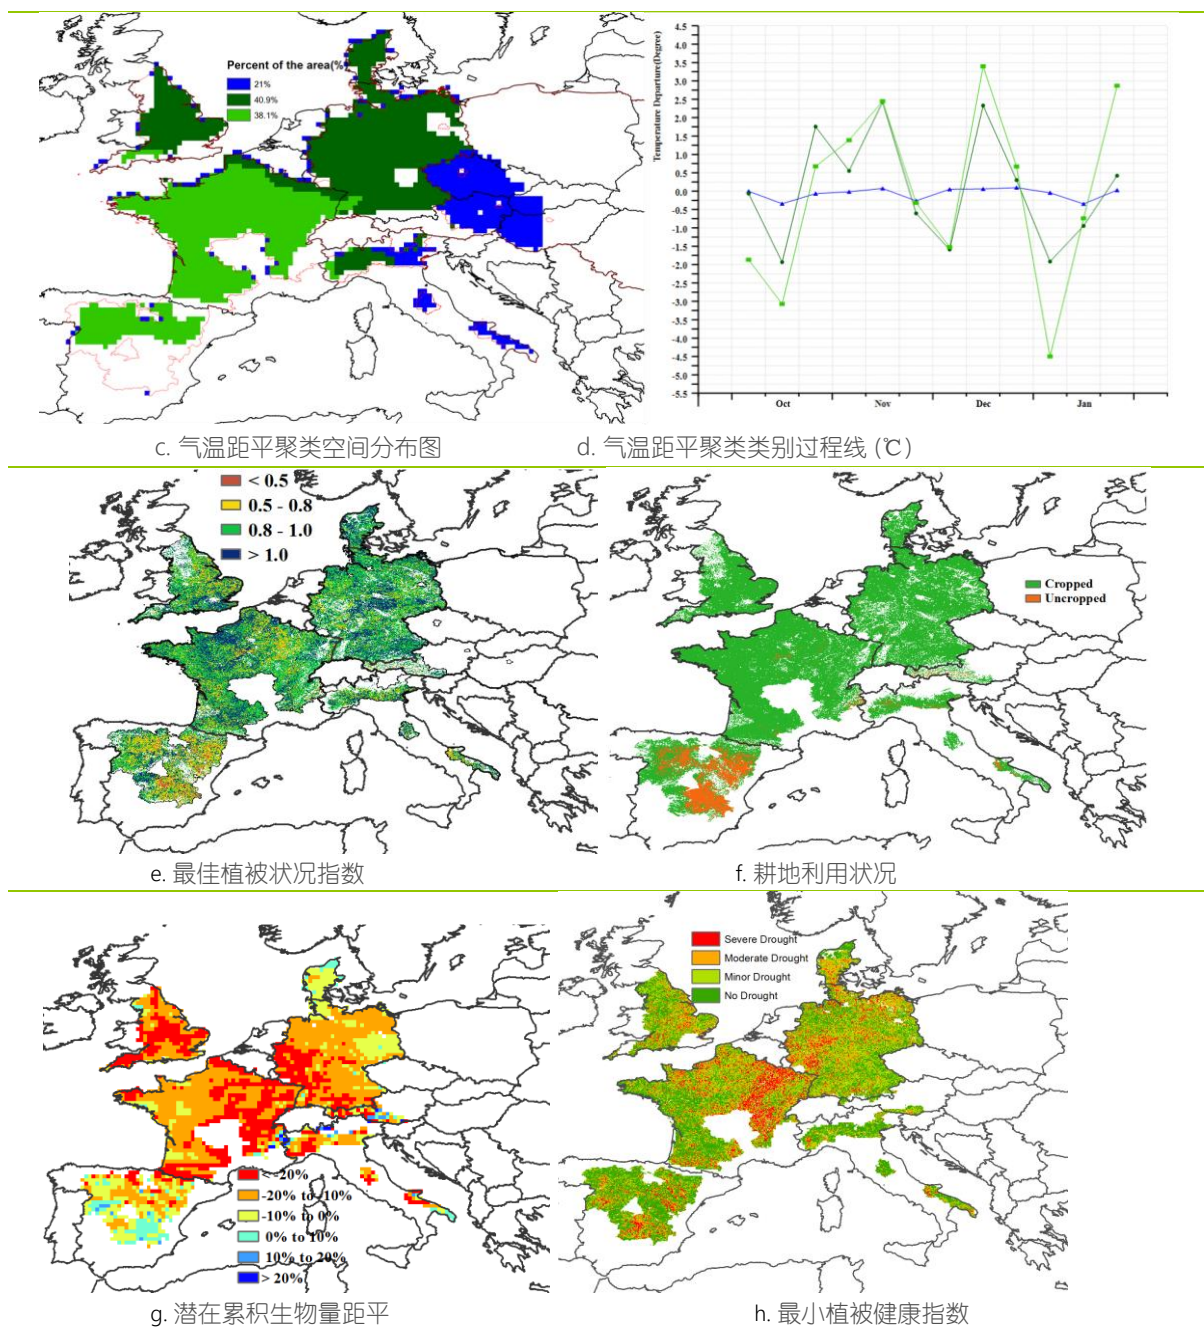 Percent of the area(%
21%
40.9%
38.1%
Temperature Departure(Degree)
4.5
4.0
3.5
3.0
2.5
2.0
1.5
1.0
0.5
0.0
-0.5
-1.0
-1.5
-2.0
-2.5
-3.0
-3.5
-4.0
-4.5
-5.0
-5.5
Oct Nov Dec Jan
c. 气温距平聚类空间分布图 d. 气温距平聚类类别过程线 (℃)
< 0.5
0.5 - 0.8
0.8 - 1.0
> 1.0
Cropped
Uncropped
e. 最佳植被状况指数 f. 耕地利用状况
< -20%
-20% to -10%
-10% to 0%
0% to 10%
10% to 20%
> 20%
Severe Drought
Moderate Drought
Minor Drought
No Drought
g. 潜在累积生物量距平 h. 最小植被健康指数